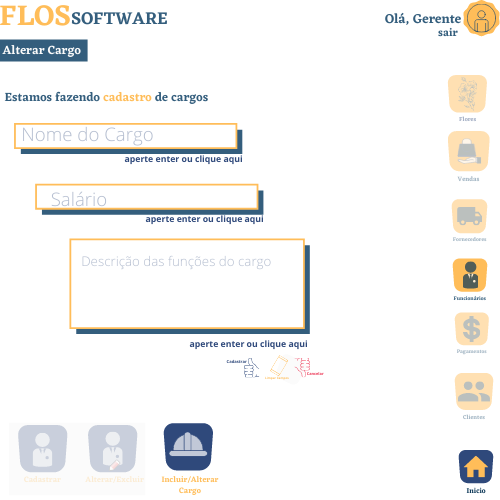 FLOSSOFTWARE
Olá, Gerente
sair
Alterar Cargo
Estamos fazendo cadastro de cargos
Nome do Cargo
aperte enter ou clique aqui
Salário
aperte enter ou clique aqui
Descrição das funções do cargo
aperte enter ou clique aqui
Cadastrar
Cancelar
Flores
Vendas
Fornecedores
Funcionários
Pagamentos
Clientes
Início
Cadastrar
Alterar/Excluir
Incluir/Alterar
Cargo